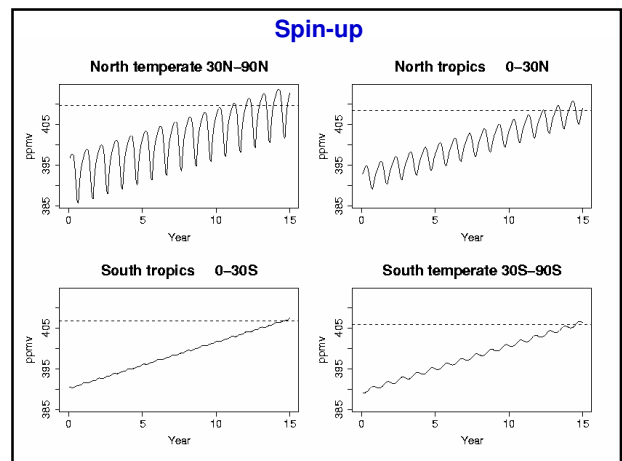 Spin-up
North temperate 30N–90N
ppmv
385 395 405
0 5 10 15
Year
North tropics 0–30N
ppmv
385 395 405
0 5 10 15
Year
South tropics 0–30S
ppmv
385 395 405
0 5 10 15
Year
South temperate 30S–90S
ppmv
385 395 405
0 5 10 15
Year